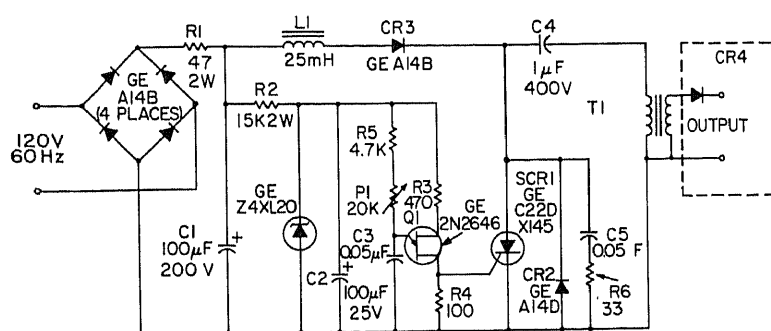 R1
47
2W
L1
25mH
CR3
GE A14B
C4
1µF
400V
T1
CR4
OUTPUT
GE
A14B
(4 PLACES)
120V
60 Hz
R2
15K2W
R5
4.7K
P1
20K
R3
470
Q1
GE
2N2646
GE
Z4XL20
C1
100µF
200 V
C2
100µF
25V
C3
0.05µF
R4
100
SCR1
GE
C22D
X145
CR2
GE
A14D
C5
0.05 F
R6
33
+
+